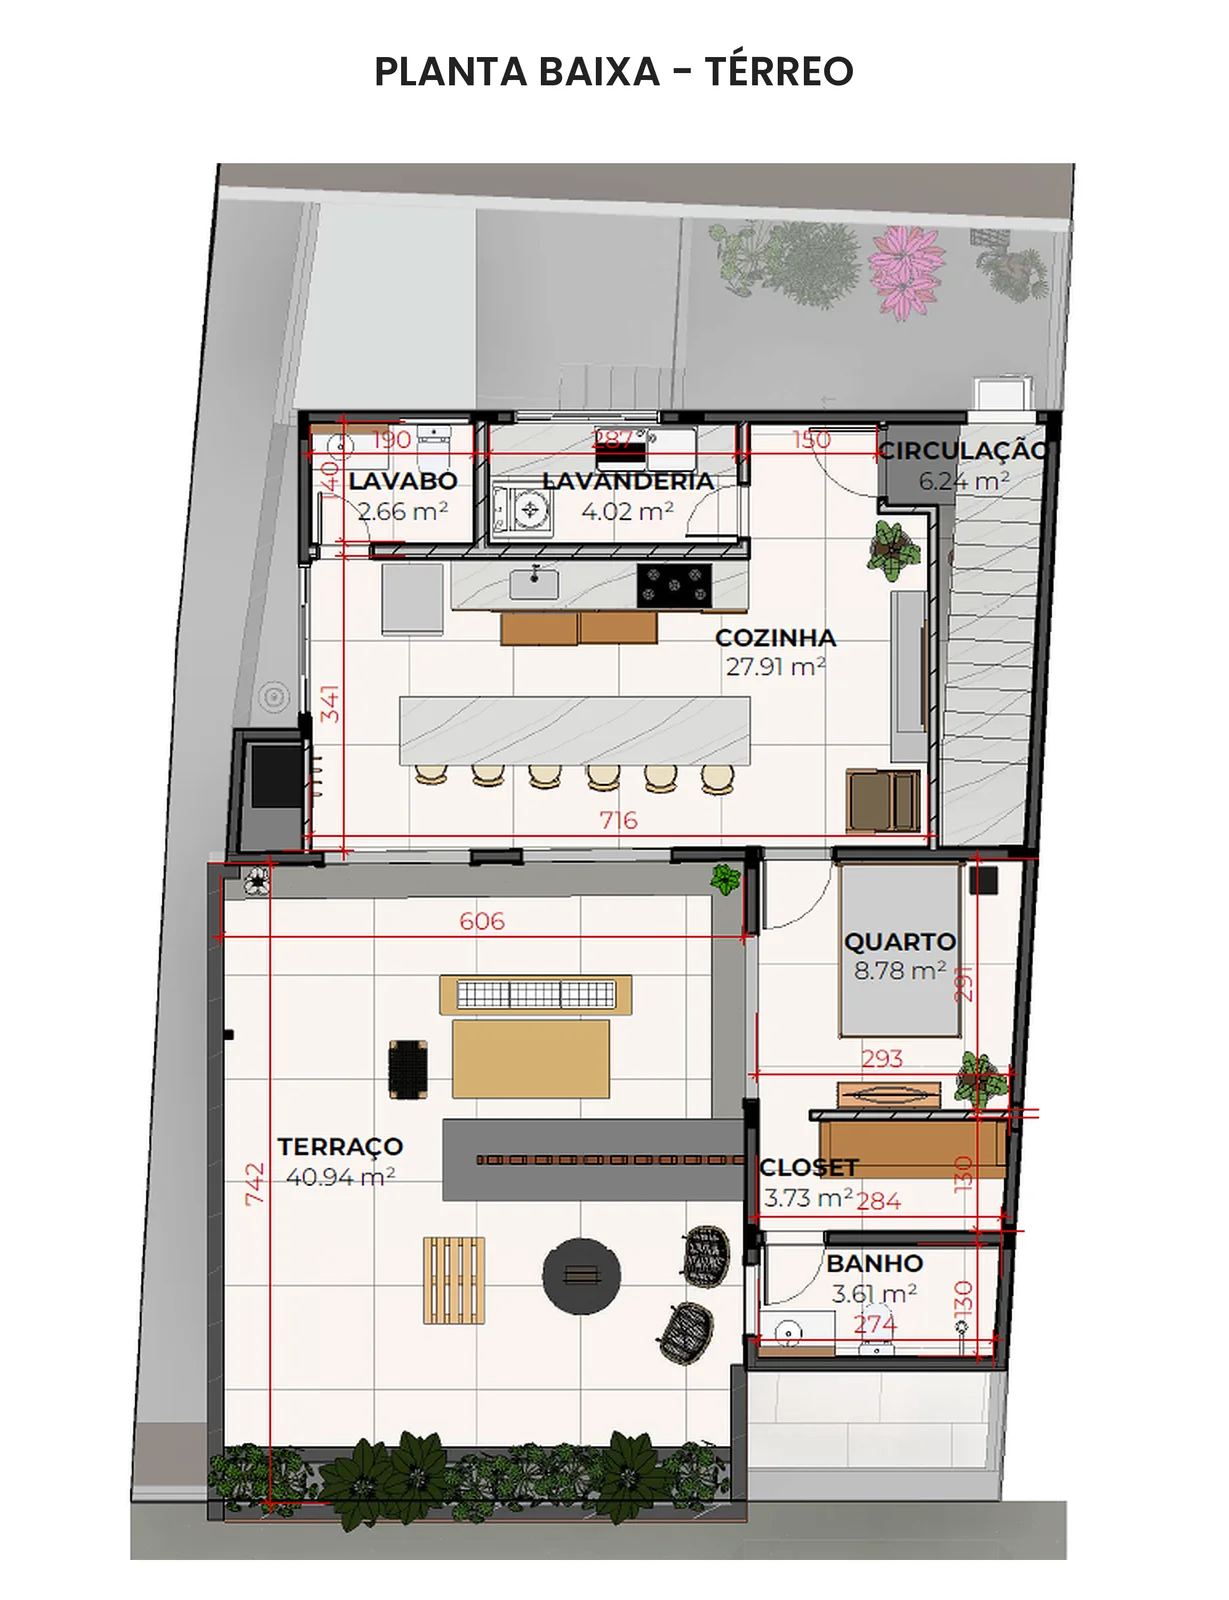 PLANTA BAIXA - TÉRREO
190
287
150
CIRCULAÇÃO
6.24 m²
140
LAVABO
2.66 m²
LAVANDERIA
4.02 m²
COZINHA
27.91 m²
341
716
606
QUARTO
8.78 m²
291
293
TERRAÇO
40.94 m²
742
CLOSET
3.73 m²
284
130
BANHO
3.61 m²
274
130